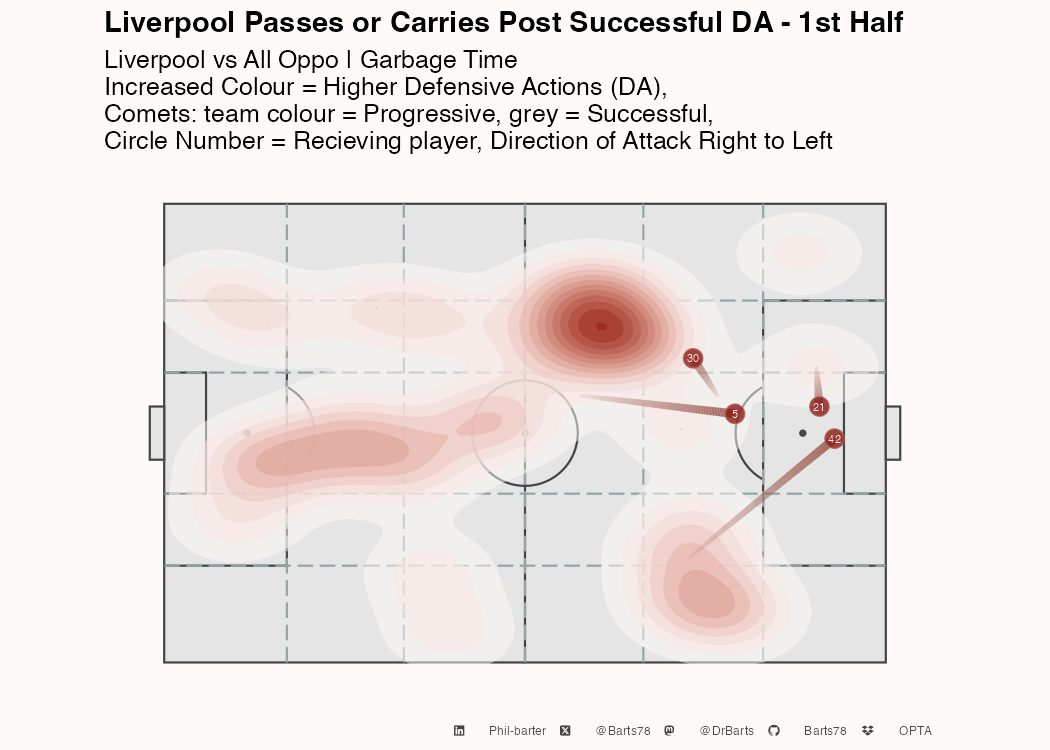 Liverpool Passes or Carries Post Successful DA - 1st Half
Liverpool vs All Oppo | Garbage Time
Increased Colour = Higher Defensive Actions (DA),
Comets: team colour = Progressive, grey = Successful,
Circle Number = Recieving player, Direction of Attack Right to Left
30
5
21
42
Phil-barter @Barts78 @DrBarts Barts78 OPTA